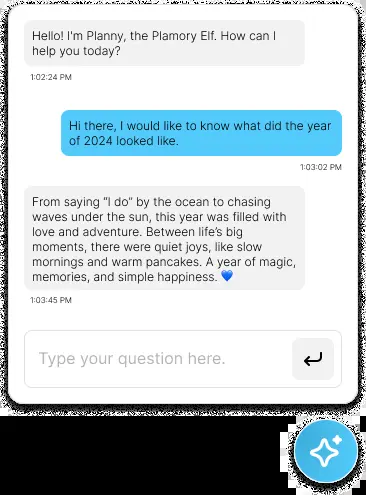 Hello! I'm Planny, the Plamory Elf. How can I
help you today?
1:02:24 PM
Hi there, I would like to know what did the year
of 2024 looked like.
1:03:02 PM
From saying “I do” by the ocean to chasing
waves under the sun, this year was filled with
love and adventure. Between life’s big
moments, there were quiet joys, like slow
mornings and warm pancakes. A year of magic,
memories, and simple happiness. 💙
1:03:45 PM
Type your question here.